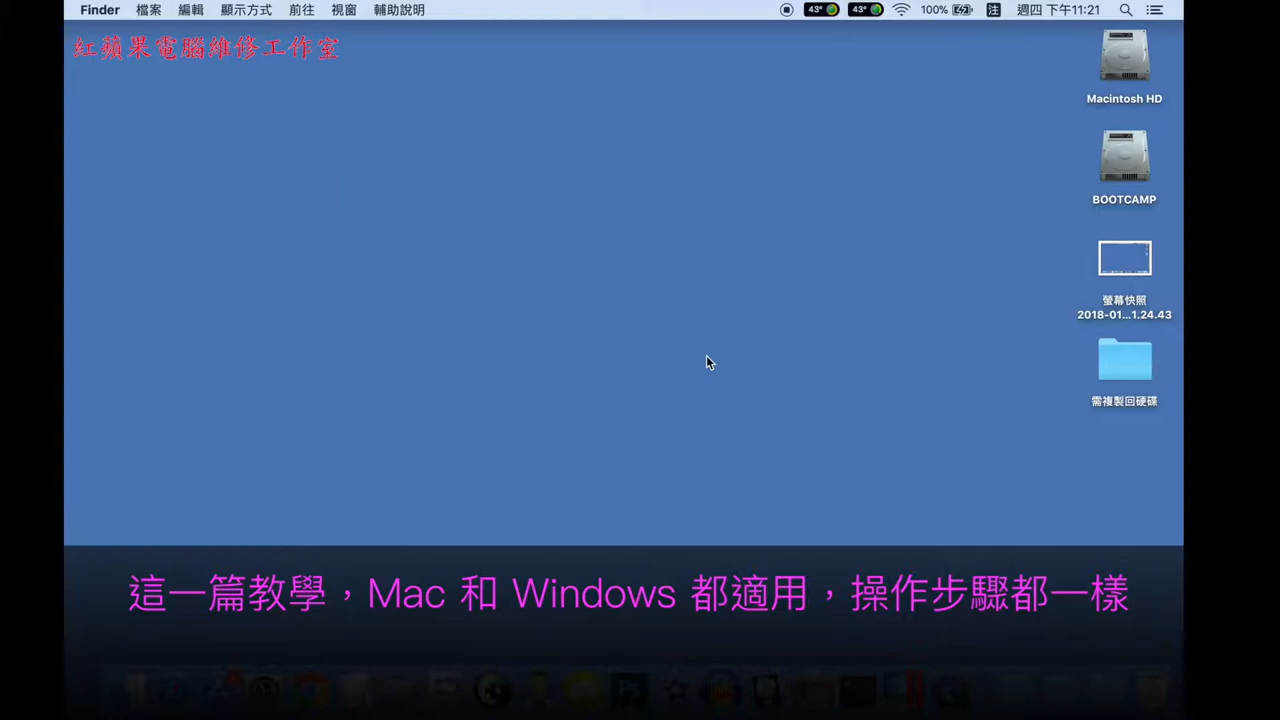 Finder 檔案 編輯 顯示方式 前往 視窗 輔助說明 43° 43° 100% 注 週四 下午11:21
紅蘋果電腦維修工作室
Macintosh HD
BOOTCAMP
螢幕快照
2018-01...1.24.43
需複製回硬碟
這一篇教學，Mac 和 Windows 都適用，操作步驟都一樣
Ps